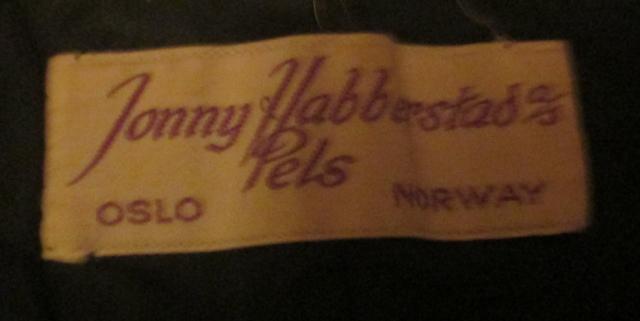 Jonny Habberstad a/s
Pels
OSLO NORWAY